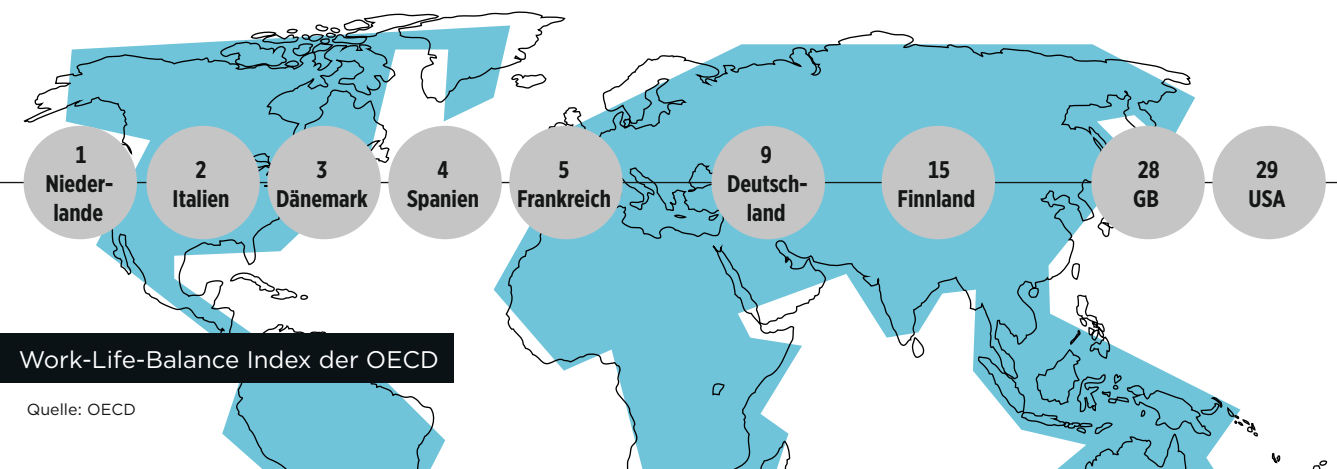 1
Nieder-
lande
2
Italien
3
Dänemark
4
Spanien
5
Frankreich
9
Deutsch-
land
15
Finnland
28
GB
29
USA
Work-Life-Balance Index der OECD
Quelle: OECD